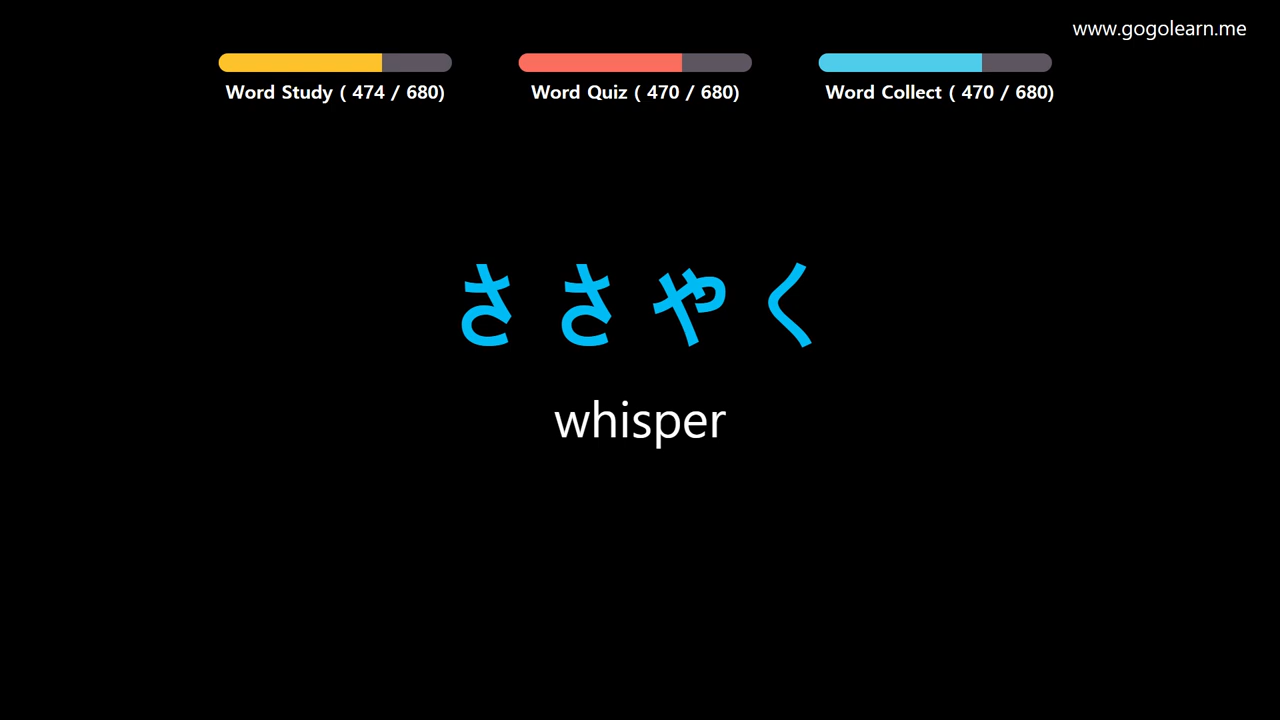 www.gogolearn.me
Word Study ( 474 / 680)
Word Quiz ( 470 / 680)
Word Collect ( 470 / 680)
ささやく
whisper